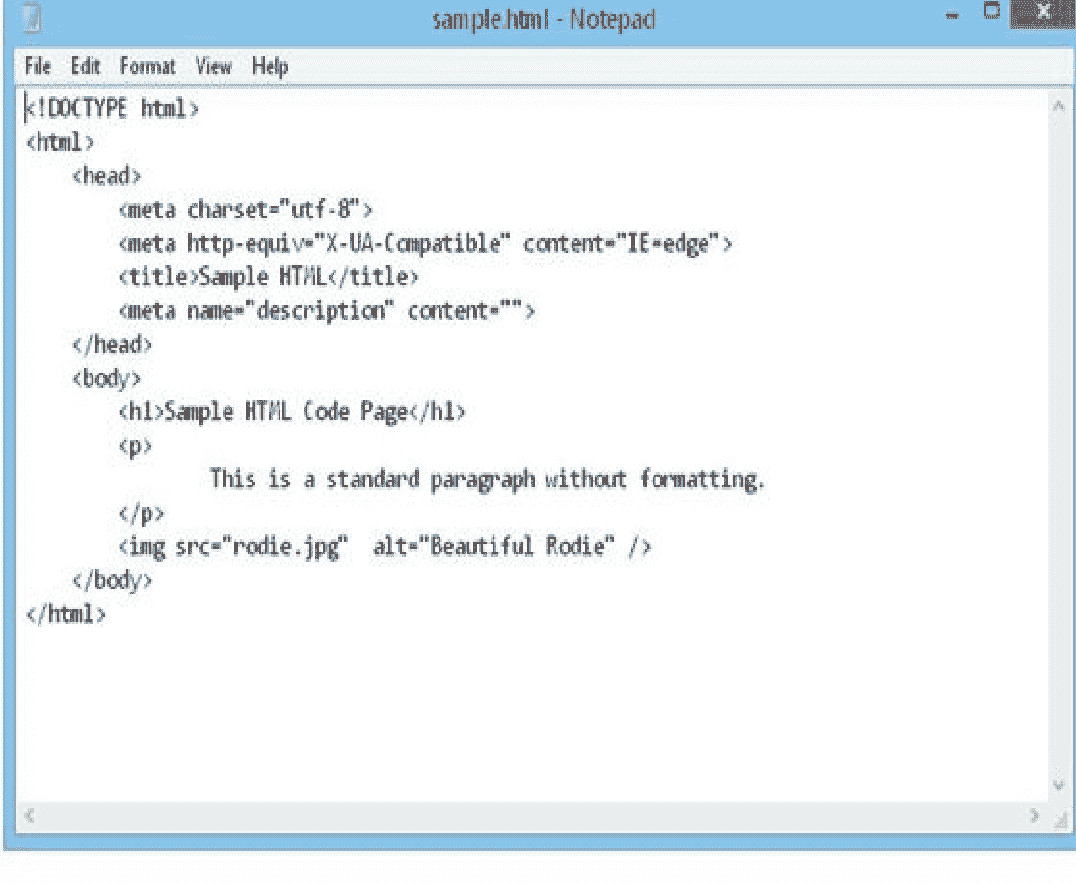 sample.html - Notepad
File Edit Format View Help
<!DOCTYPE html>
<html>
    <head>
        <meta charset="utf-8">
        <meta http-equiv="X-UA-Compatible" content="IE=edge">
        <title>Sample HTML</title>
        <meta name="description" content="">
    </head>
    <body>
        <h1>Sample HTML Code Page</h1>
        <p>
                This is a standard paragraph without formatting.
        </p>
        <img src="rodie.jpg"  alt="Beautiful Rodie" />
    </body>
</html>